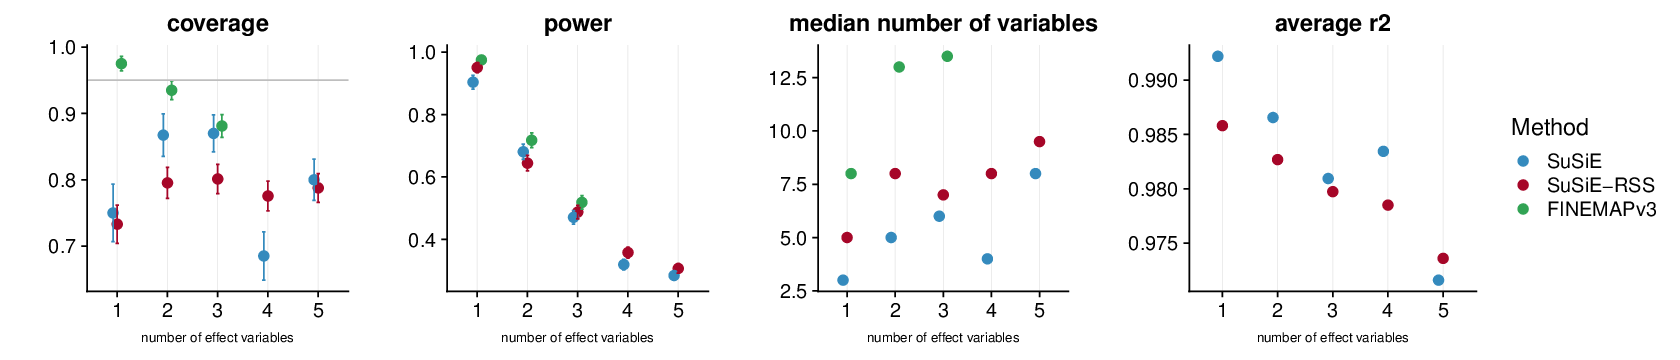 coverage
1.0
0.9
0.8
0.7
1 2 3 4 5
number of effect variables
power
1.0
0.8
0.6
0.4
1 2 3 4 5
number of effect variables
median number of variables
12.5
10.0
7.5
5.0
2.5
1 2 3 4 5
number of effect variables
average r2
0.990
0.985
0.980
0.975
1 2 3 4 5
number of effect variables
Method
SuSiE
SuSiE−RSS
FINEMAPv3